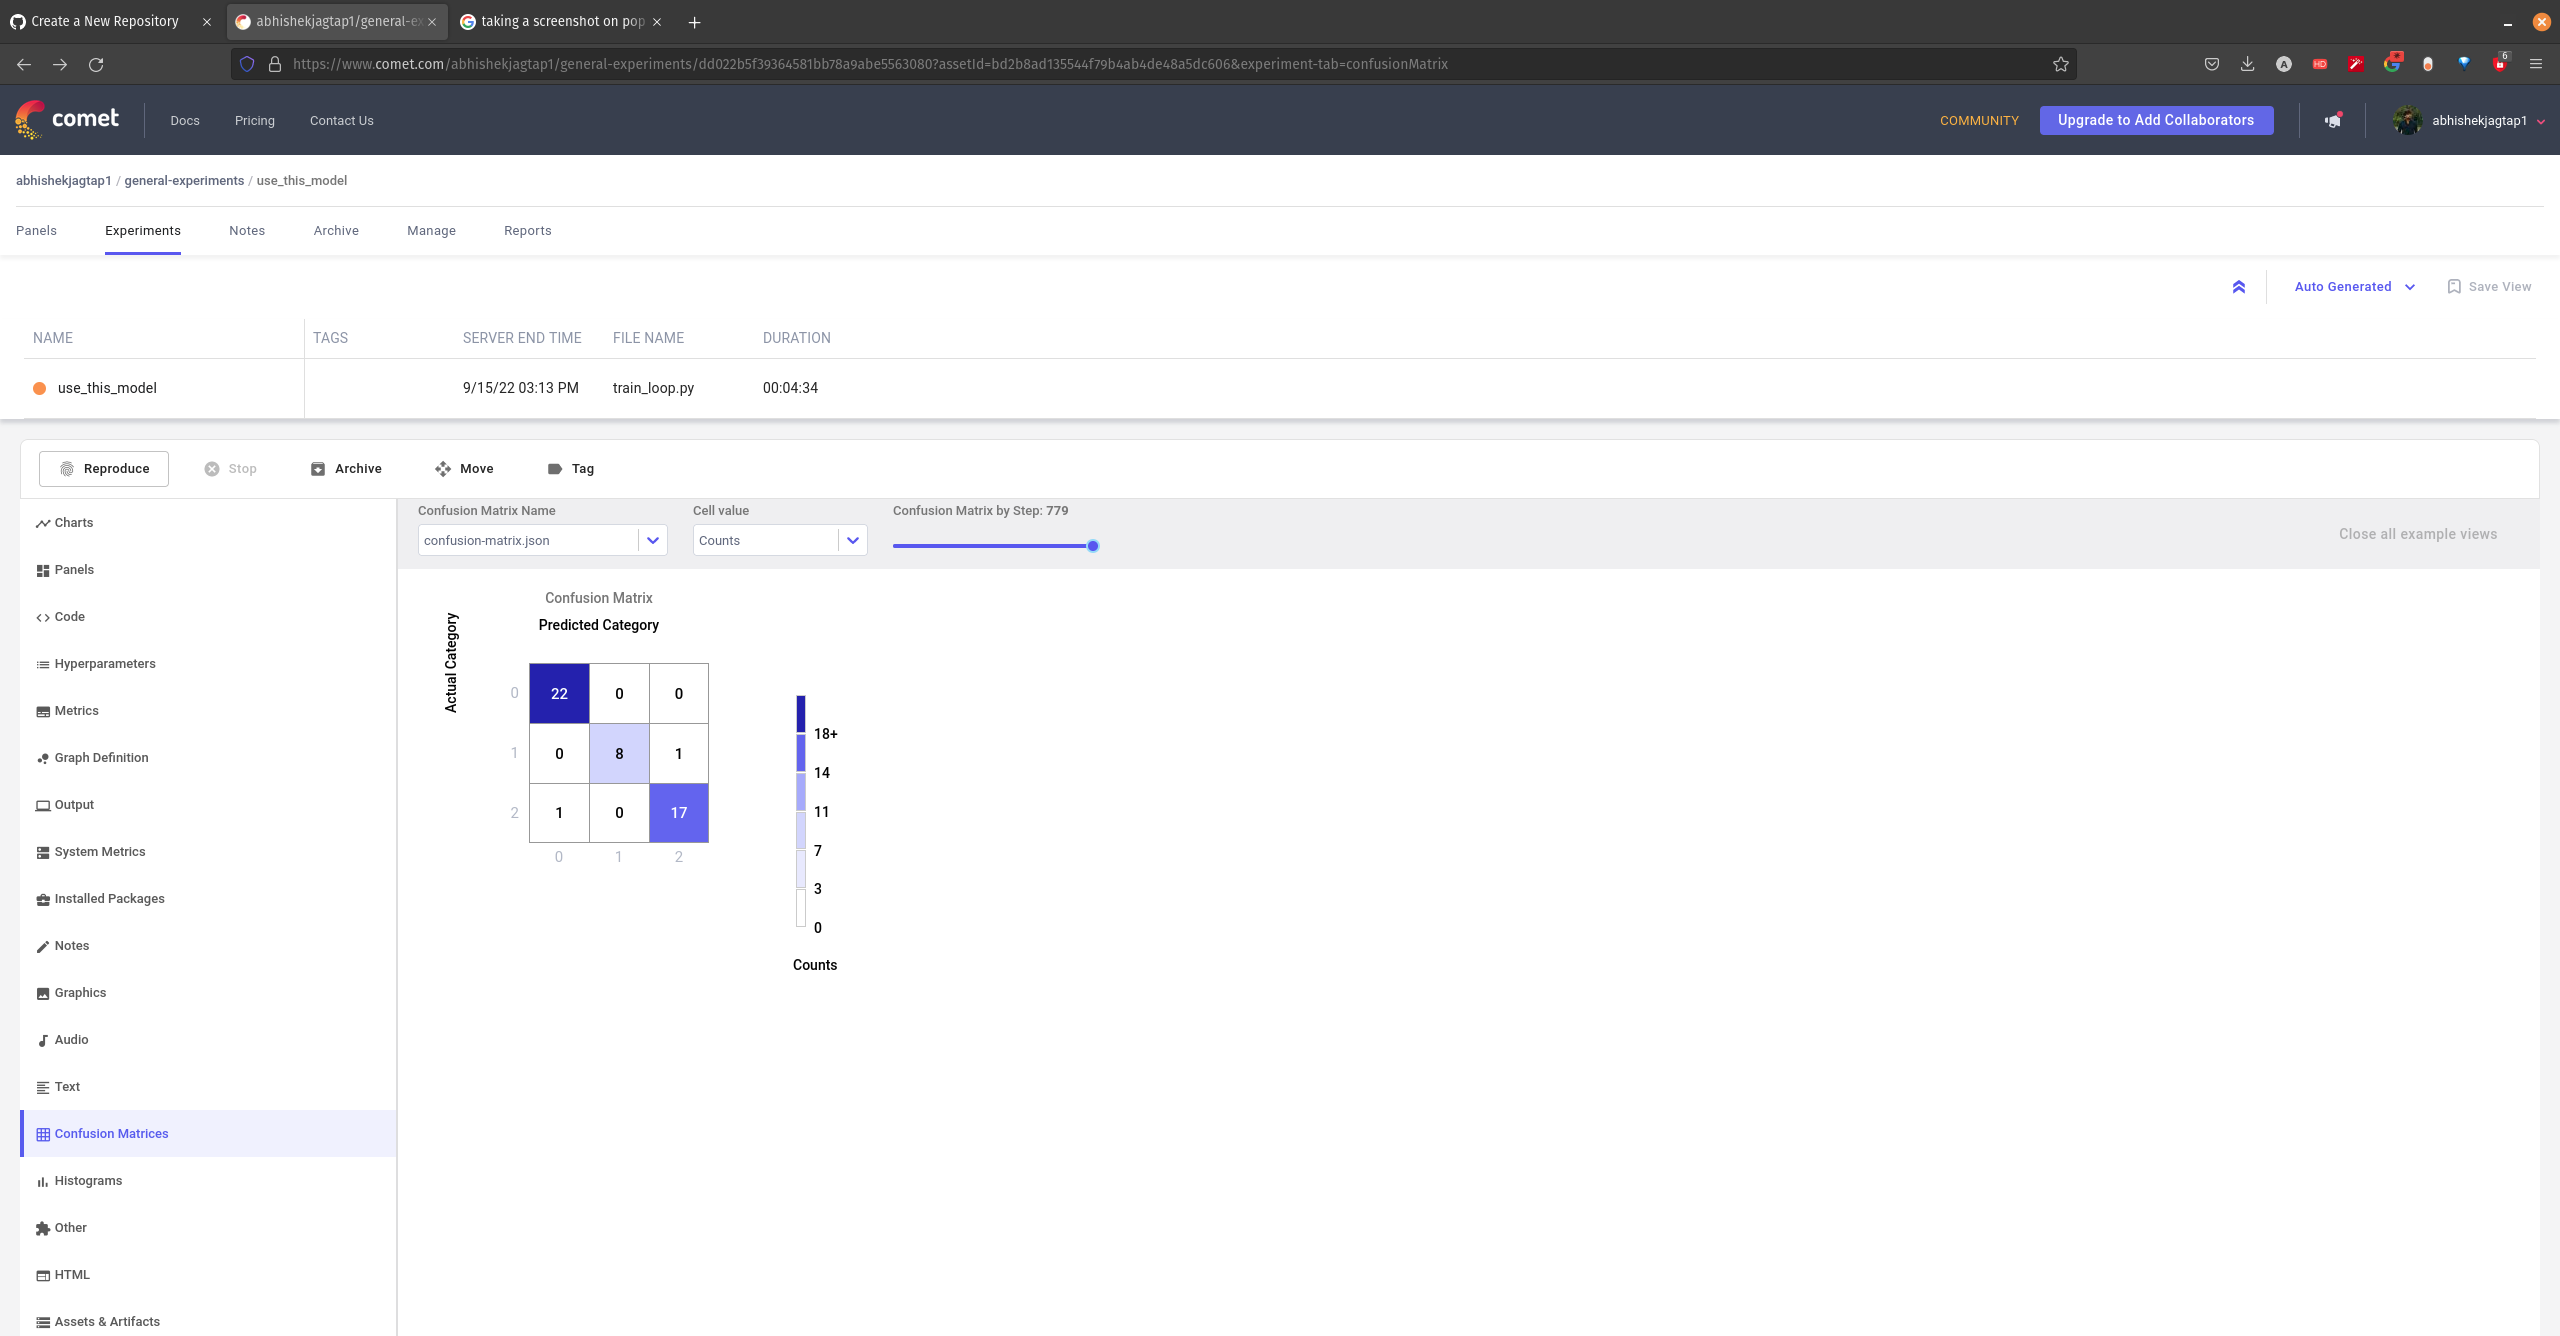 Create a New Repository
abhishekjagtap1/general-ex
taking a screenshot on pop
https://www.comet.com/abhishekjagtap1/general-experiments/dd022b5f39364581bb78a9abe5563080?assetId=bd2b8ad135544f79b4ab4de48a5dc606&experiment-tab=confusionMatrix
A
HD
6
comet
Docs
Pricing
Contact Us
COMMUNITY
Upgrade to Add Collaborators
abhishekjagtap1
abhishekjagtap1 / general-experiments / use_this_model
Panels
Experiments
Notes
Archive
Manage
Reports
Auto Generated
Save View
NAME
TAGS
SERVER END TIME
FILE NAME
DURATION
use_this_model
9/15/22 03:13 PM
train_loop.py
00:04:34
Reproduce
Stop
Archive
Move
Tag
Charts
Panels
Code
Hyperparameters
Metrics
Graph Definition
Output
System Metrics
Installed Packages
Notes
Graphics
Audio
Text
Confusion Matrices
Histograms
Other
HTML
Assets & Artifacts
Confusion Matrix Name
confusion-matrix.json
Cell value
Counts
Confusion Matrix by Step: 779
Close all example views
Confusion Matrix
Predicted Category
Actual Category
0 22 0 0
1 0 8 1
2 1 0 17
0 1 2
18+
14
11
7
3
0
Counts